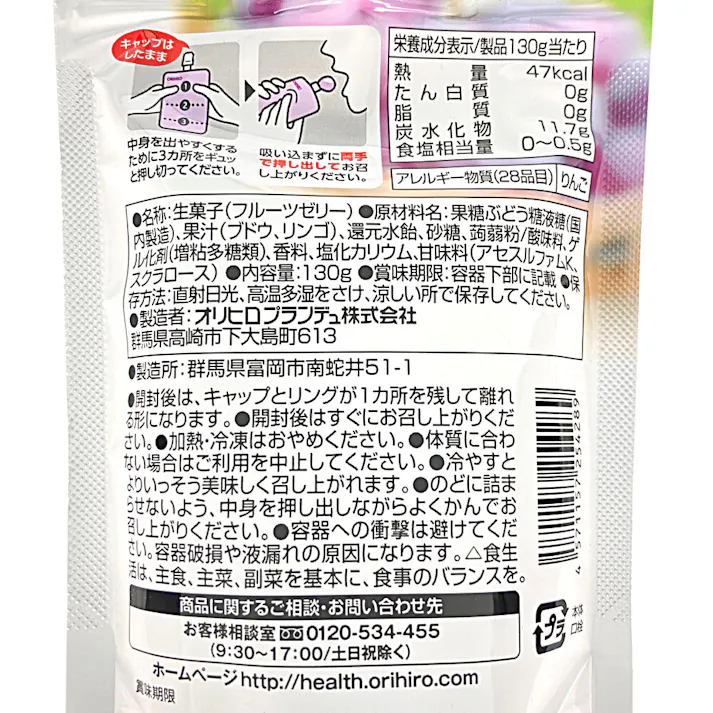 キャップは
したまま
ORIHIRO
1
2
3
中身を出やすくする
ために3カ所をギュッ
と押し切ってください。
吸い込まずに両手
で押し出してお召
し上がりください。
栄養成分表示/製品130g当たり
熱量 47kcal
たん白質 0g
脂質 0g
炭水化物 11.7g
食塩相当量 0~0.5g
アレルギー物質(28品目) りんご
●名称:生菓子(フルーツゼリー) ●原材料名:果糖ぶどう糖液糖(国
内製造)、果汁(ブドウ、リンゴ)、還元水飴、砂糖、蒟蒻粉/酸味料、ゲ
ル化剤(増粘多糖類)、香料、塩化カリウム、甘味料(アセスルファムK、
スクラロース) ●内容量:130g ●賞味期限:容器下部に記載 ●保
存方法:直射日光、高温多湿をさけ、涼しい所で保存してください。
●製造者:オリヒロプランデュ株式会社
群馬県高崎市下大島町613
●製造所:群馬県富岡市南蛇井51-1
●開封後は、キャップとリングが1カ所を残して離れ
る形になります。●開封後はすぐにお召し上がりくだ
さい。●加熱・冷凍はおやめください。●体質に合わ
ない場合はご利用を中止してください。●冷やすと
よりいっそう美味しく召し上がれます。●のどに詰ま
らせないよう、中身を押し出しながらよくかんでお
召し上がりください。●容器への衝撃は避けてくだ
さい。容器破損や液漏れの原因になります。△食生
活は、主食、主菜、副菜を基本に、食事のバランスを。
商品に関するご相談・お問い合わせ先
お客様相談室 0120-534-455
(9:30~17:00/土日祝除く)
ホームページhttp://health.orihiro.com
賞味期限
4 571157 254289
プラ
本体
口栓